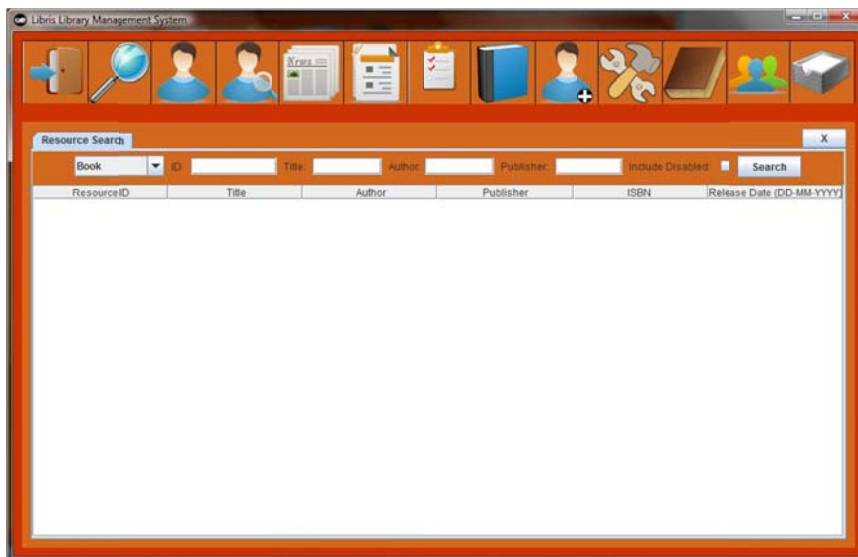 Libris Library Management System
News
Resource Search X
Book ID: Title: Author: Publisher: Include Disabled: Search
ResourceID Title Author Publisher ISBN Release Date (DD-MM-YYYY)